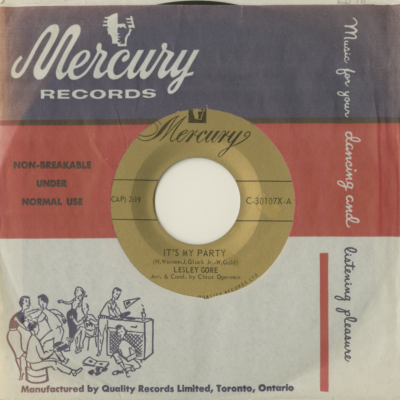 Mercury
RECORDS
NON-BREAKABLE
UNDER
NORMAL USE
Music for your dancing and listening pleasure
Mercury
C-30107X-A
IT'S MY PARTY
LESLEY GORE
Arr. & Cond. by Claus Ogerman
Manufactured by Quality Records Limited, Toronto, Ontario